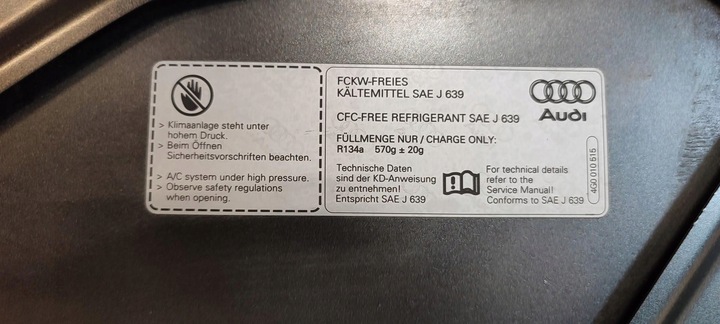 > Klimaanlage steht unter
hohem Druck.
> Beim Öffnen
Sicherheitsvorschriften beachten.
> A/C system under high pressure.
> Observe safety regulations
when opening.
FCKW-FREIES
KÄLTEMITTEL SAE J 639
CFC-FREE REFRIGERANT SAE J 639
FÜLLMENGE NUR / CHARGE ONLY:
R134a 570g ± 20g
Technische Daten
sind der KD-Anweisung
zu entnehmen!
Entspricht SAE J 639
For technical details
refer to the
Service Manual!
Conforms to SAE J 639
Audi
4G0 010 515